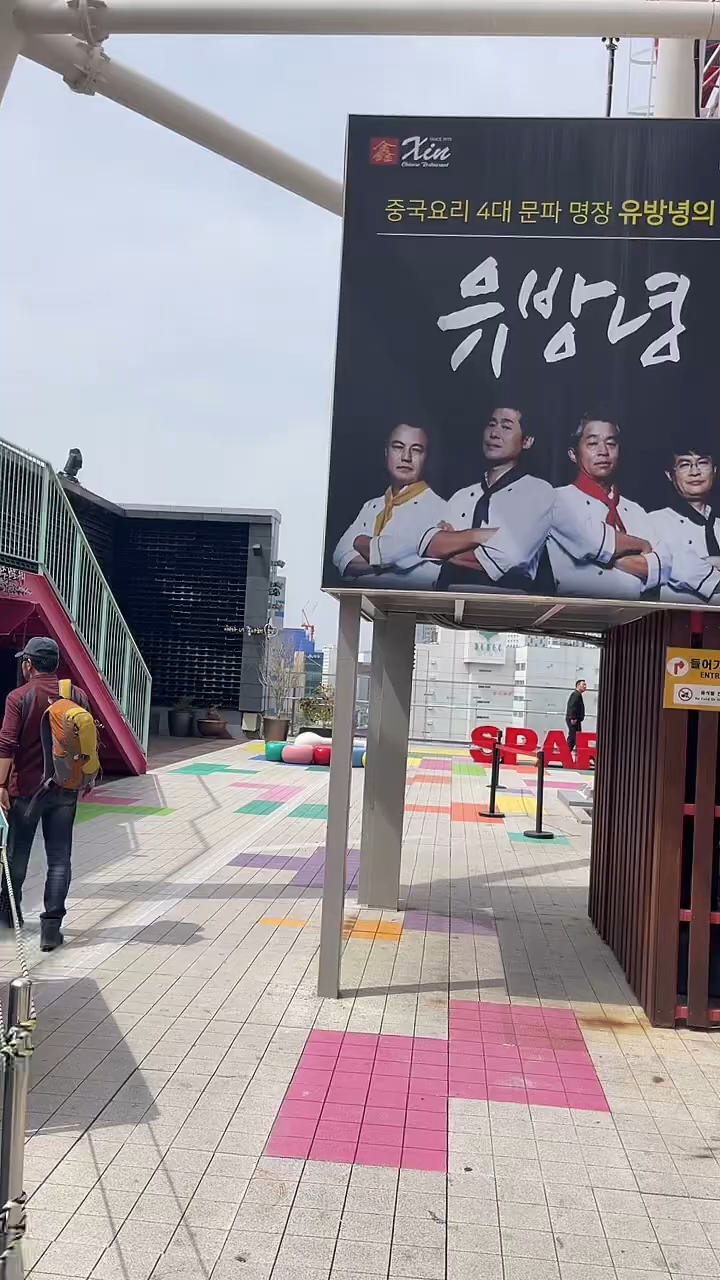 鑫
SINCE 1975
Xin
Chinese Restaurant
중국요리 4대 문파 명장 유방녕의
유방녕
SPAR
들어가
ENTR